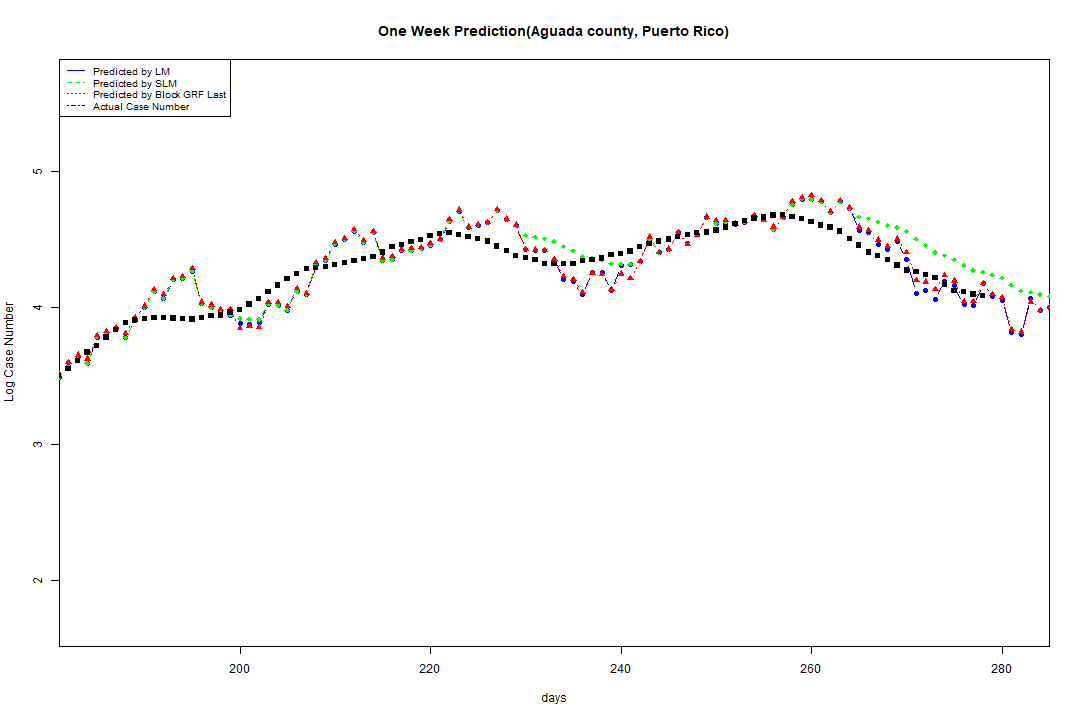 One Week Prediction(Aguada county, Puerto Rico)
Predicted by LM
Predicted by SLM
Predicted by Block GRF Last
Actual Case Number
5
4
3
2
Log Case Number
200
220
240
260
280
days